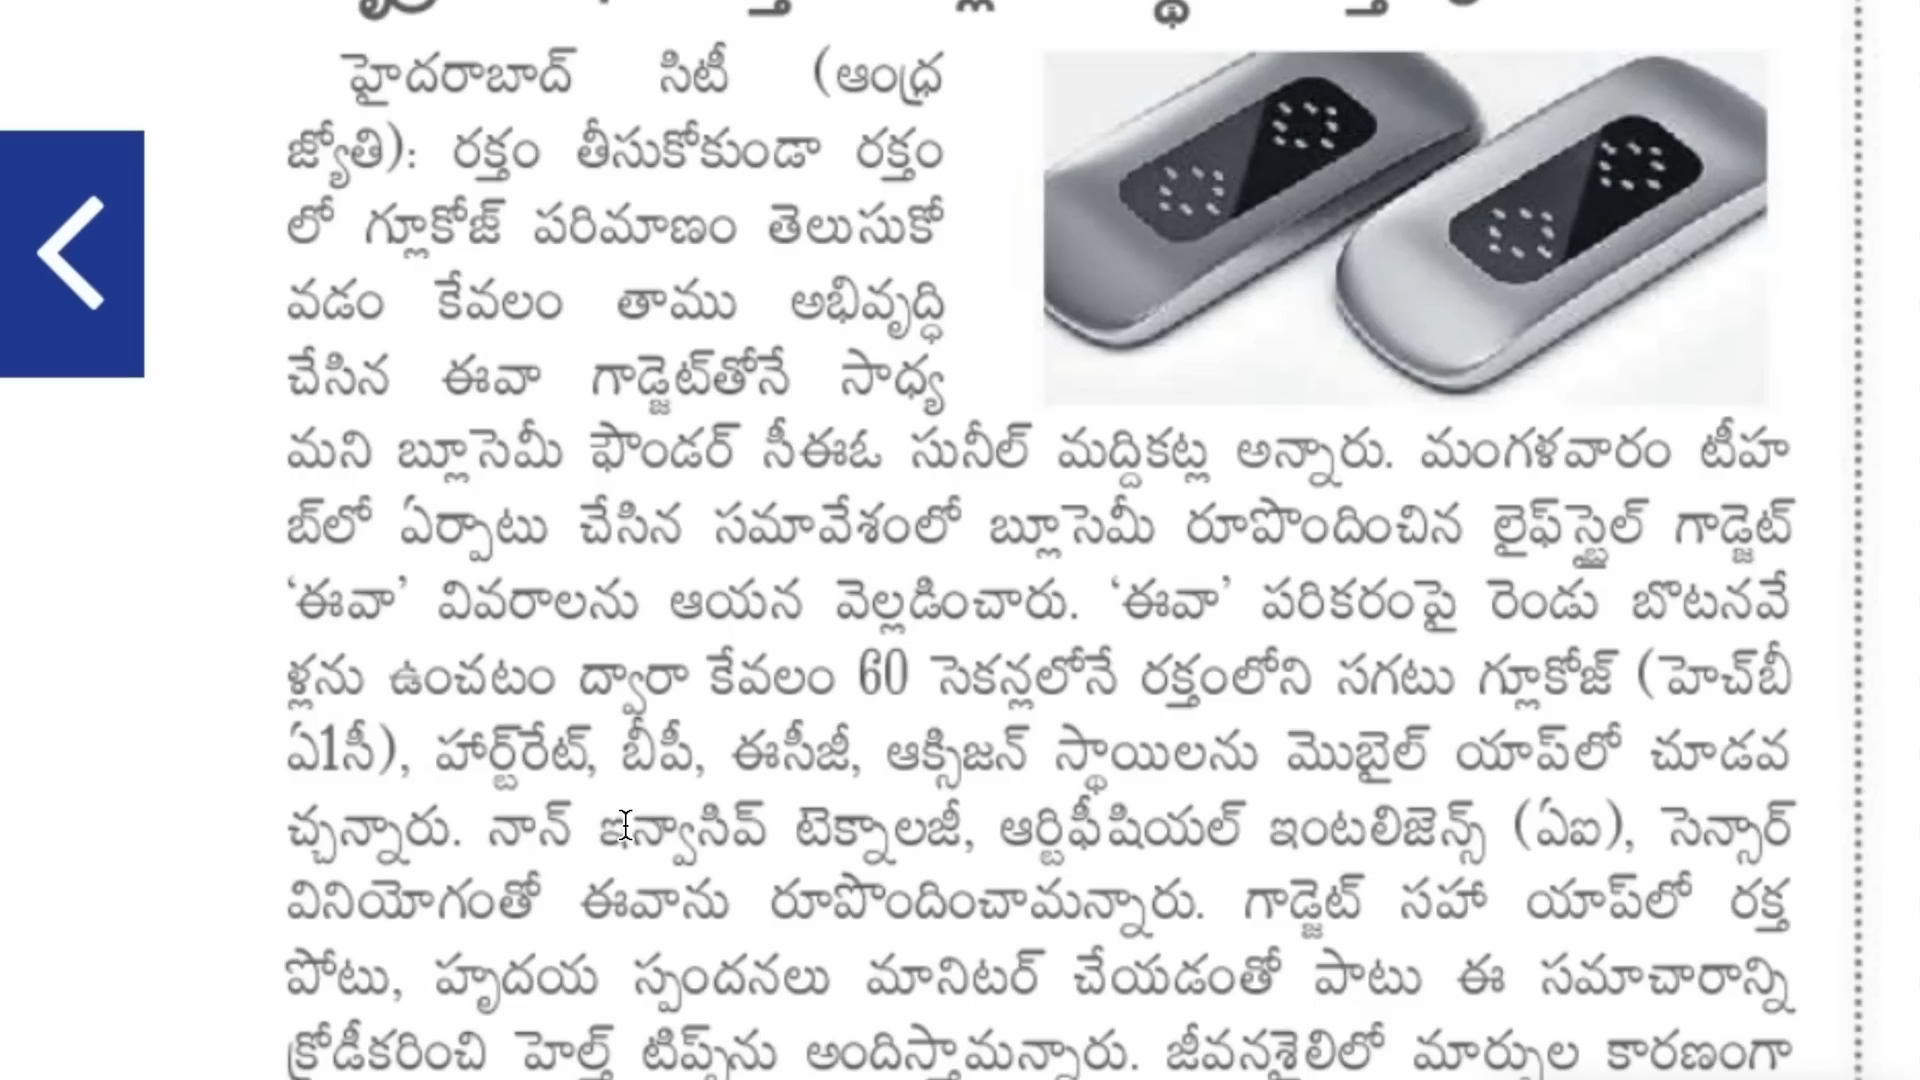 హైదరాబాద్ సిటీ (ఆంధ్ర
జ్యోతి): రక్తం తీసుకోకుండా రక్తం
లో గ్లూకోజ్ పరిమాణం తెలుసుకో
వడం కేవలం తాము అభివృద్ధి
చేసిన ఈవా గాడ్జెట్‌తోనే సాధ్య
మని బ్లూసెమీ ఫౌండర్ సీఈఓ సునీల్ మద్దికట్ల అన్నారు. మంగళవారం టీహ
బ్‌లో ఏర్పాటు చేసిన సమావేశంలో బ్లూసెమీ రూపొందించిన లైఫ్‌స్టైల్ గాడ్జెట్
‘ఈవా’ వివరాలను ఆయన వెల్లడించారు. ‘ఈవా’ పరికరంపై రెండు బొటనవే
ళ్లను ఉంచటం ద్వారా కేవలం 60 సెకన్లలోనే రక్తంలోని సగటు గ్లూకోజ్ (హెచ్‌బీ
ఏ1సీ), హార్ట్‌రేట్, బీపీ, ఈసీజీ, ఆక్సిజన్ స్థాయిలను మొబైల్ యాప్‌లో చూడవ
చ్చన్నారు. నాన్ ఇన్వాసివ్ టెక్నాలజీ, ఆర్టిఫీషియల్ ఇంటలిజెన్స్ (ఏఐ), సెన్సార్
వినియోగంతో ఈవాను రూపొందించామన్నారు. గాడ్జెట్ సహా యాప్‌లో రక్త
పోటు, హృదయ స్పందనలు మానిటర్ చేయడంతో పాటు ఈ సమాచారాన్ని
క్రోడీకరించి హెల్త్ టిప్స్‌ను అందిస్తామన్నారు. జీవనశైలిలో మార్పుల కారణంగా